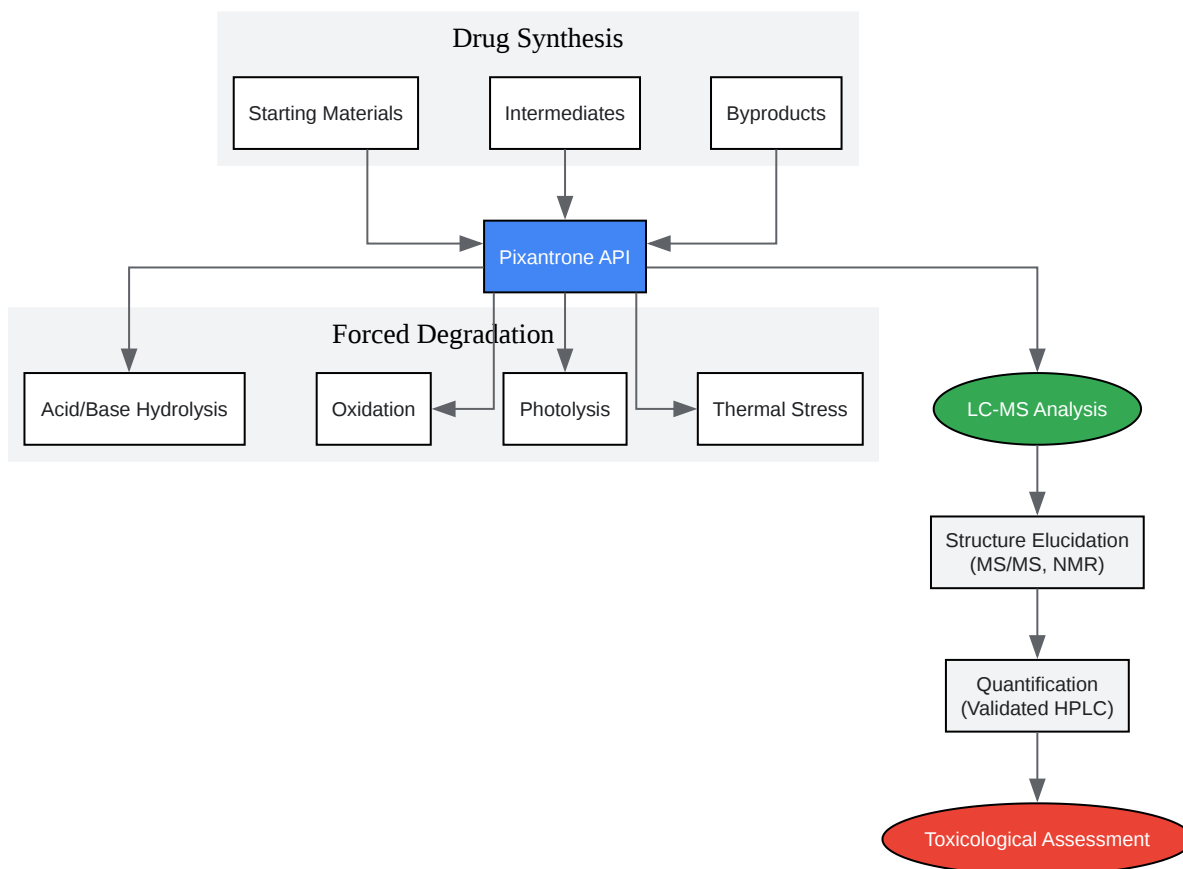 Drug Synthesis
Starting Materials
Intermediates
Byproducts
Pixantrone API
Forced Degradation
Acid/Base Hydrolysis
Oxidation
Photolysis
Thermal Stress
LC-MS Analysis
Structure Elucidation
(MS/MS, NMR)
Quantification
(Validated HPLC)
Toxicological Assessment